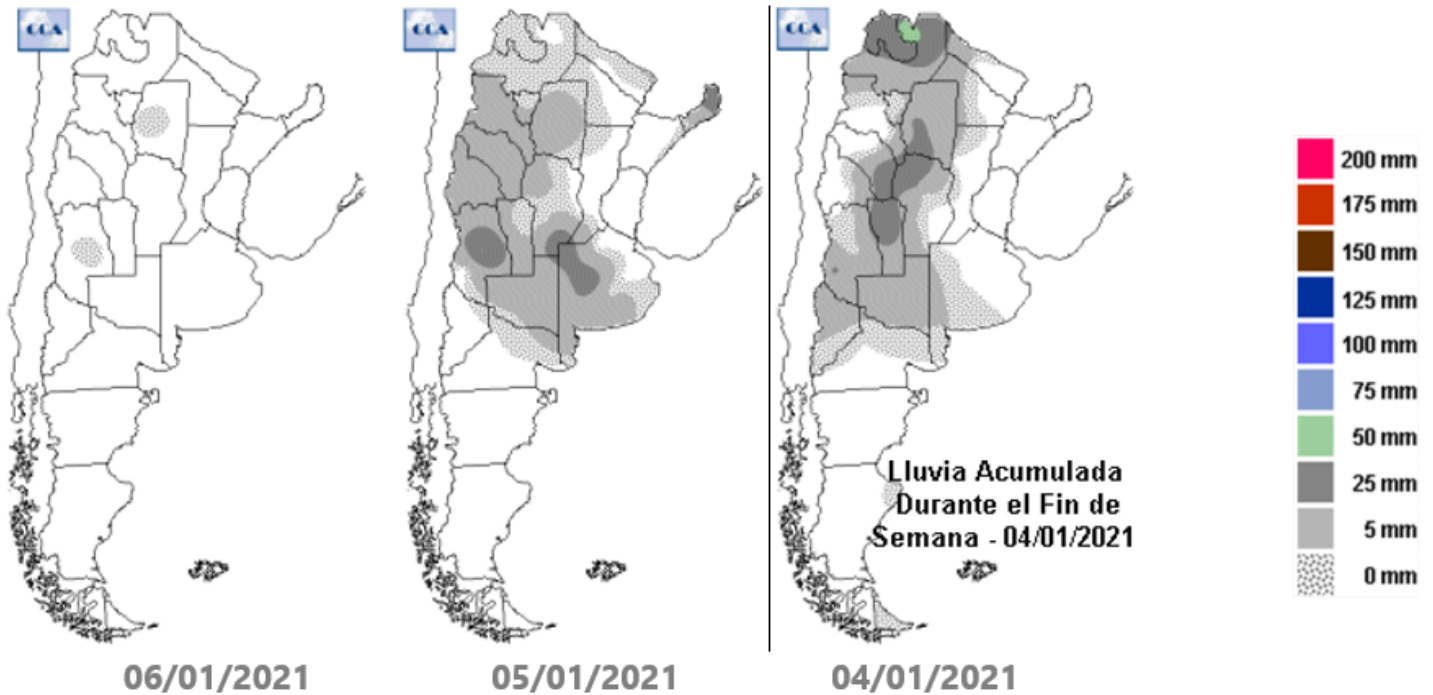 CCA
CCA
CCA
200 mm
175 mm
150 mm
125 mm
100 mm
75 mm
50 mm
25 mm
5 mm
0 mm
Lluvia Acumulada
Durante el Fin de
Semana - 04/01/2021
06/01/2021
05/01/2021
04/01/2021